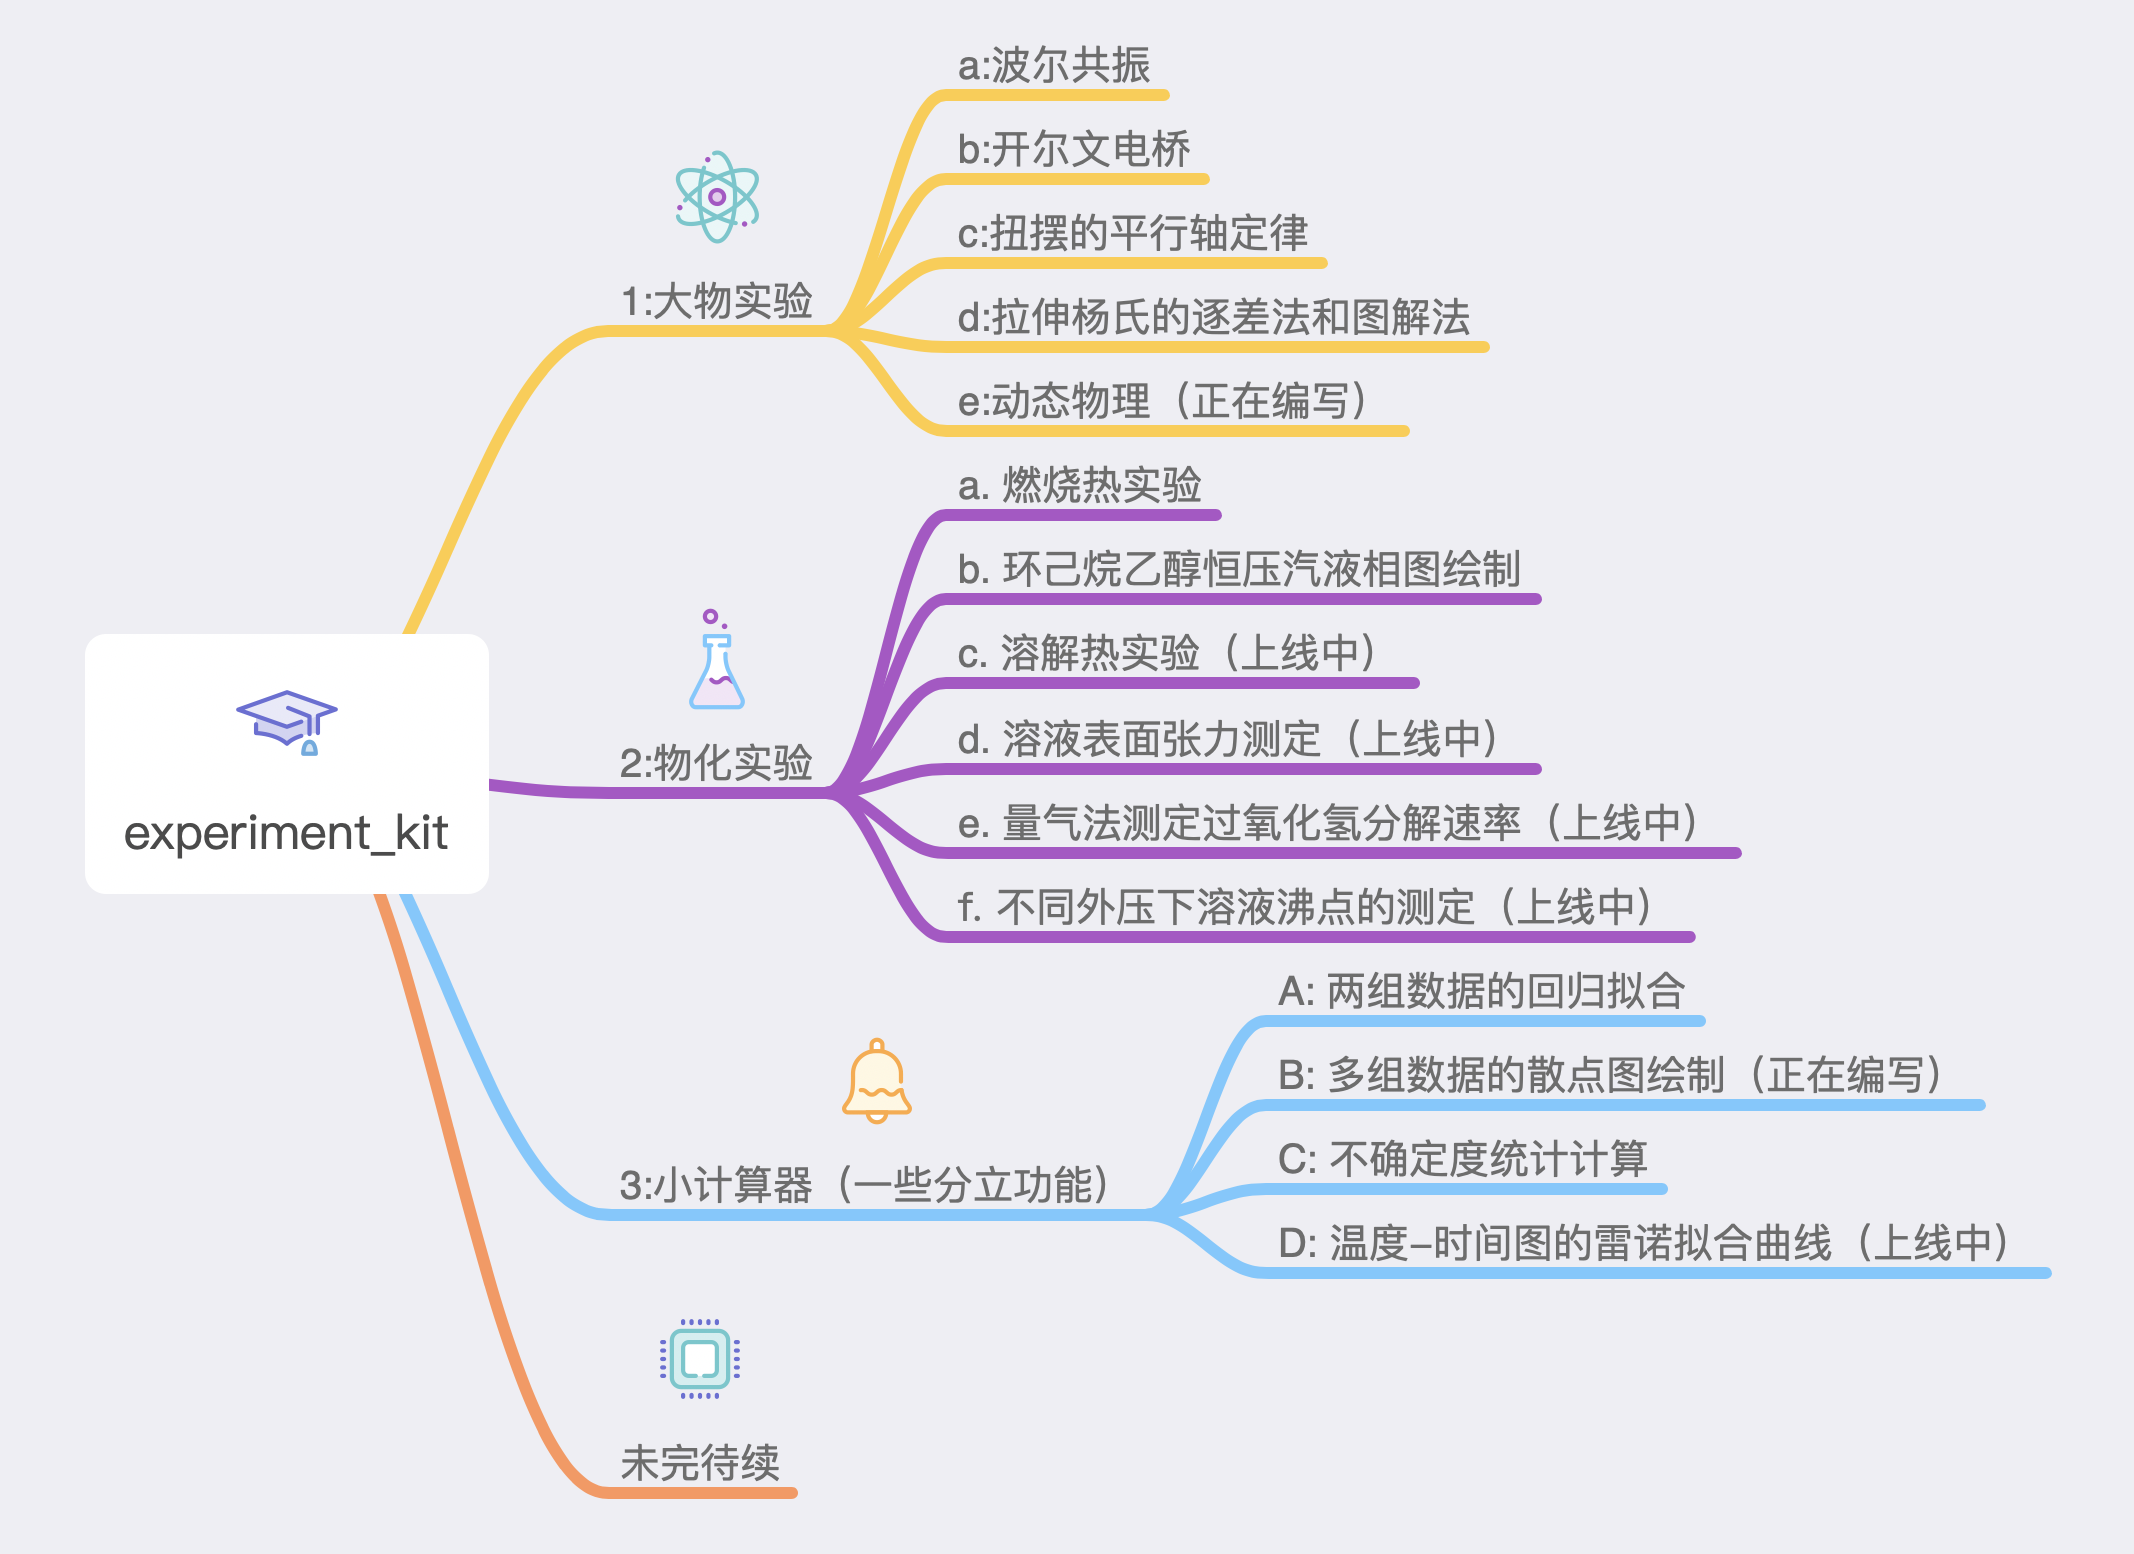 experiment_kit
1:大物实验
a:波尔共振
b:开尔文电桥
c:扭摆的平行轴定律
d:拉伸杨氏的逐差法和图解法
e:动态物理（正在编写）
2:物化实验
a. 燃烧热实验
b. 环己烷乙醇恒压汽液相图绘制
c. 溶解热实验（上线中）
d. 溶液表面张力测定（上线中）
e. 量气法测定过氧化氢分解速率（上线中）
f. 不同外压下溶液沸点的测定（上线中）
3:小计算器（一些分立功能）
A: 两组数据的回归拟合
B: 多组数据的散点图绘制（正在编写）
C: 不确定度统计计算
D: 温度–时间图的雷诺拟合曲线（上线中）
未完待续